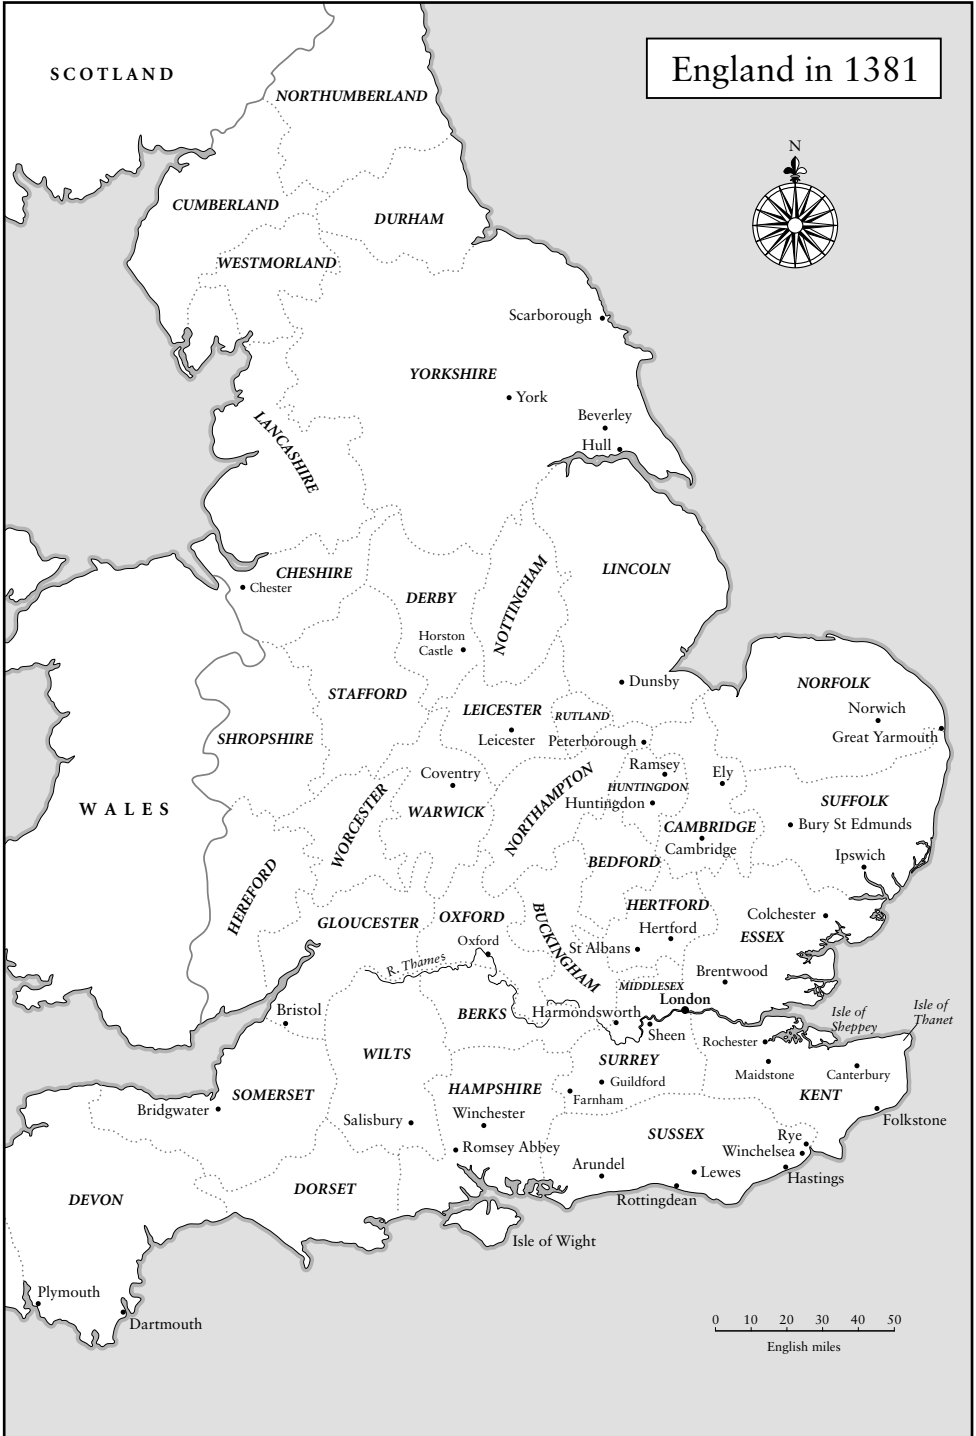 England in 1381
SCOTLAND
NORTHUMBERLAND
N
CUMBERLAND
DURHAM
WESTMORLAND
Scarborough
YORKSHIRE
York
Beverley
Hull
LANCASHIRE
CHESHIRE
Chester
DERBY
NOTTINGHAM
LINCOLN
Horston
Castle
Dunsby
STAFFORD
NORFOLK
LEICESTER
RUTLAND
Norwich
SHROPSHIRE
Leicester
Peterborough
Great Yarmouth
Ramsey
Ely
Coventry
HUNTINGDON
WALES
WORCESTER
WARWICK
NORTHAMPTON
Huntingdon
SUFFOLK
CAMBRIDGE
Bury St Edmunds
Cambridge
BEDFORD
Ipswich
HEREFORD
GLOUCESTER
OXFORD
BUCKINGHAM
HERTFORD
Colchester
Hertford
ESSEX
Oxford
St Albans
R. Thames
Brentwood
MIDDLESEX
London
Bristol
BERKS
Harmondsworth
Isle of
Sheppey
Isle of
Thanet
Sheen
Rochester
WILTS
SURREY
Maidstone
Canterbury
SOMERSET
HAMPSHIRE
Guildford
Farnham
KENT
Bridgwater
Salisbury
Winchester
Folkstone
SUSSEX
Rye
Romsey Abbey
Winchelsea
Arundel
Lewes
Hastings
DEVON
DORSET
Rottingdean
Isle of Wight
Plymouth
Dartmouth
0 10 20 30 40 50
English miles